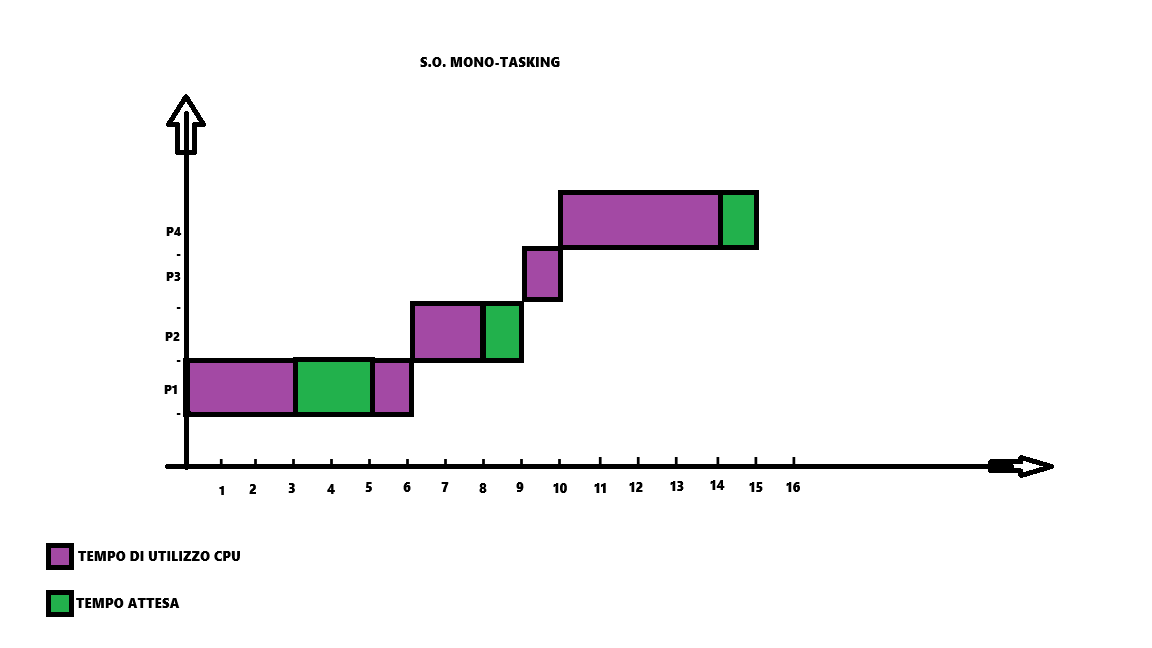 S.O. MONO-TASKING
P4
-
P3
-
P2
-
P1
-
1 2 3 4 5 6 7 8 9 10 11 12 13 14 15 16
TEMPO DI UTILIZZO CPU
TEMPO ATTESA